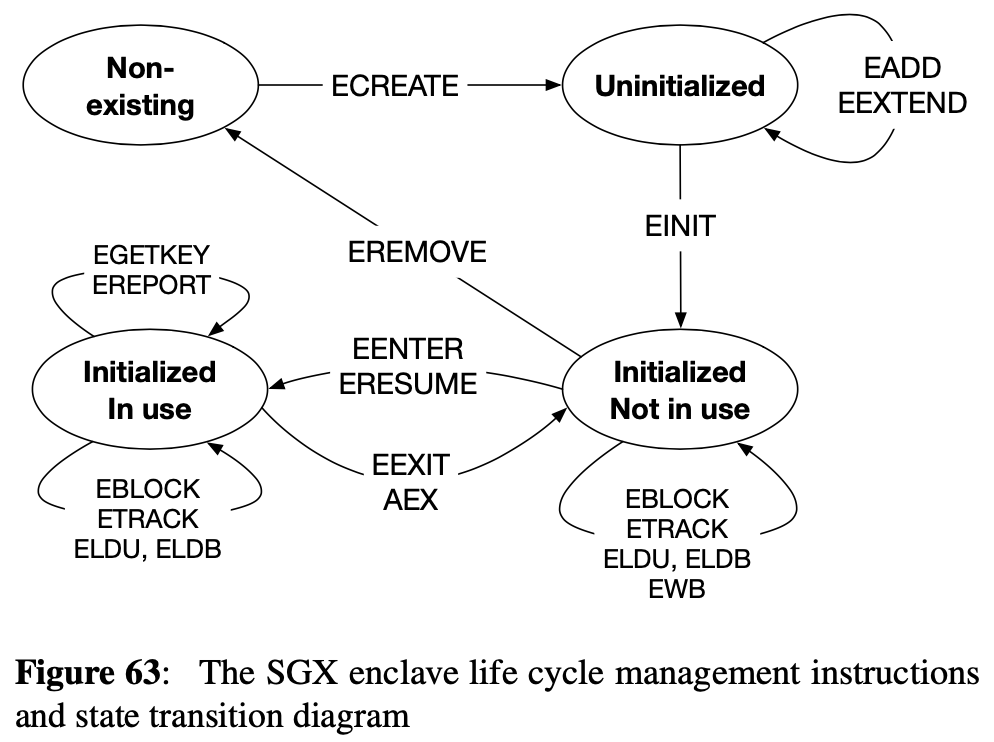 Non-
existing
ECREATE
Uninitialized
EADD
EEXTEND
EINIT
EREMOVE
EGETKEY
EREPORT
Initialized
In use
EENTER
ERESUME
Initialized
Not in use
EEXIT
AEX
EBLOCK
ETRACK
ELDU, ELDB
EBLOCK
ETRACK
ELDU, ELDB
EWB
Figure 63: The SGX enclave life cycle management instructions
and state transition diagram